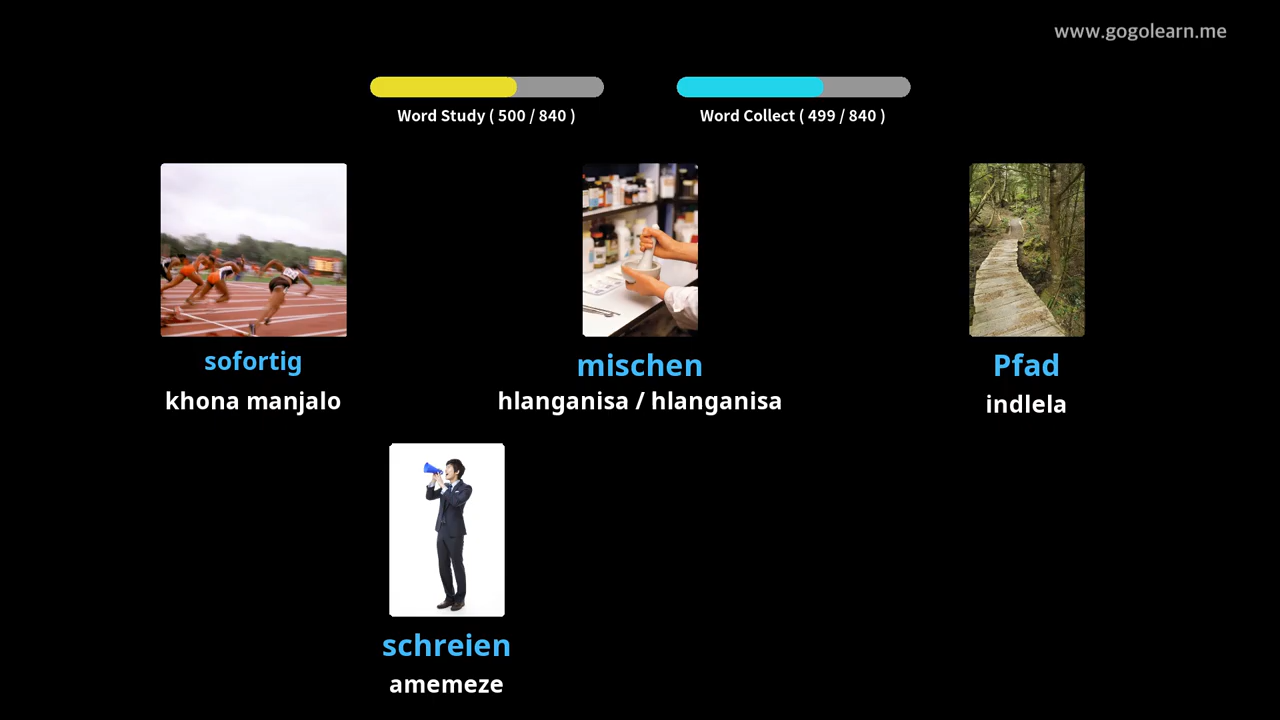 www.gogolearn.me
Word Study ( 500 / 840 )
Word Collect ( 499 / 840 )
sofortig
khona manjalo
mischen
hlanganisa / hlanganisa
Pfad
indlela
schreien
amemeze